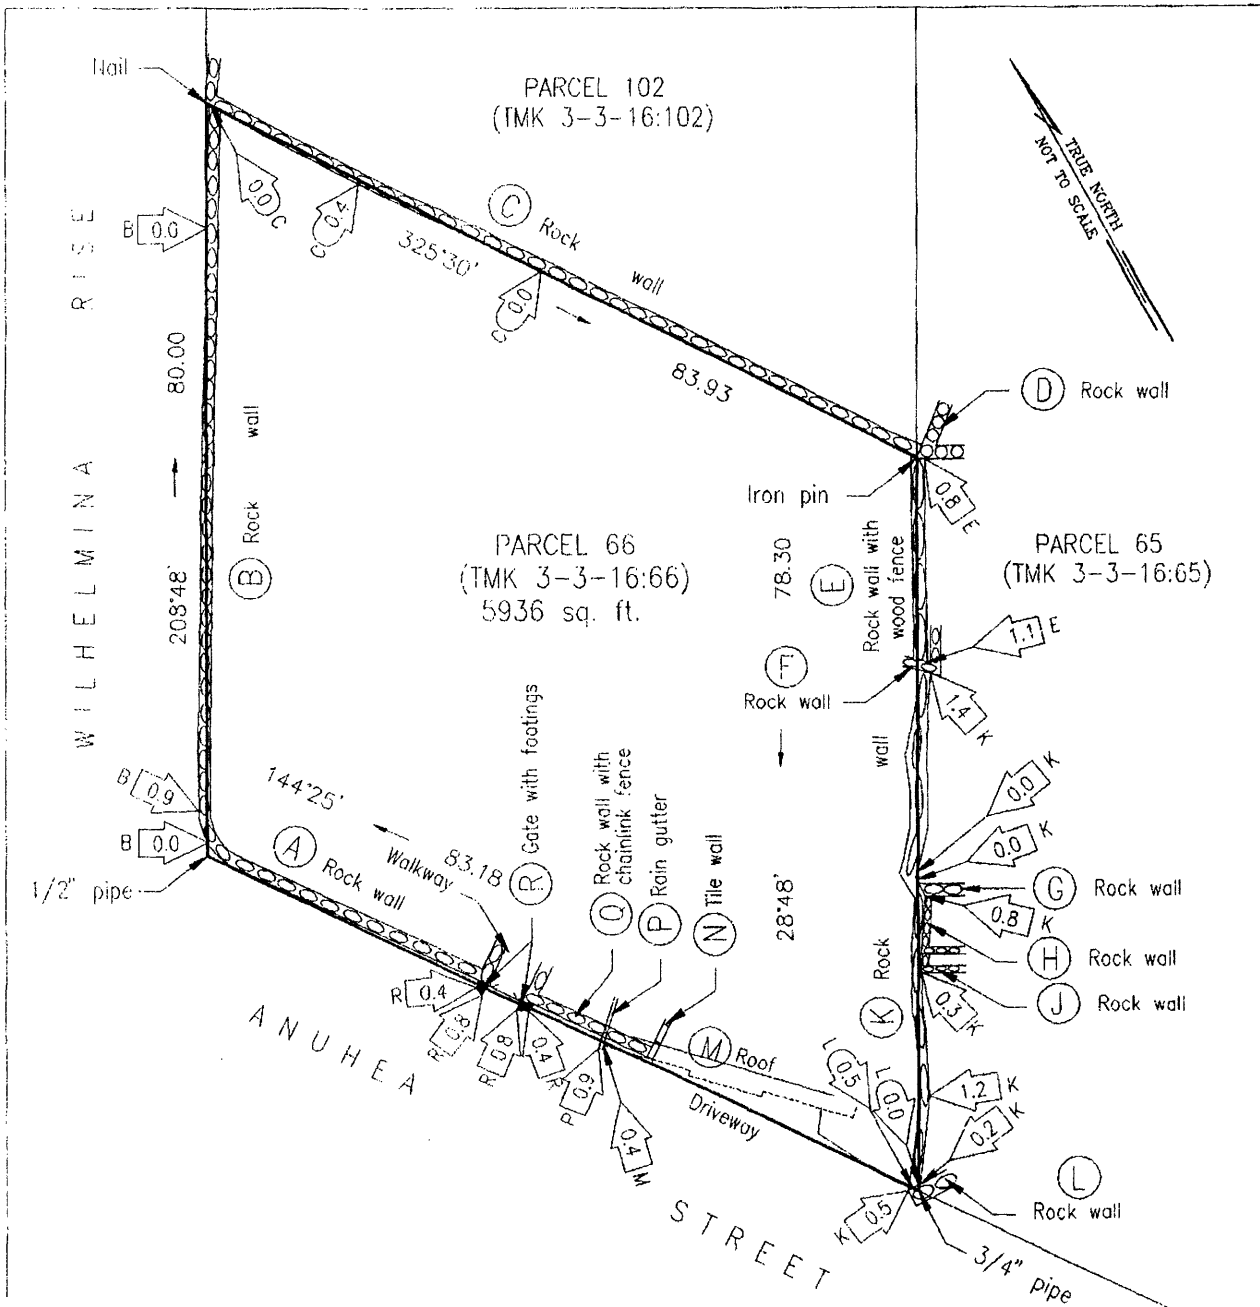 Nail
PARCEL 102
(TMK 3-3-16:102)
TRUE NORTH
NOT TO SCALE
B 0.0
0.0 C
C 0.4
C
Rock
wall
325°30'
C 0.0
83.93
WILHELMINA RISE
80.00
208°48'
B
Rock wall
D
Rock wall
Iron pin
0.8 E
PARCEL 66
(TMK 3-3-16:66)
5936 sq. ft.
78.30
E
Rock wall with
wood fence
PARCEL 65
(TMK 3-3-16:65)
1.1 E
F
Rock wall
1.4 K
B 0.9
B 0.0
1/2" pipe
144°25'
A
Rock wall
Walkway
83.18
R
Gate with footings
Q
Rock wall with
chainlink fence
P
Rain gutter
N
Tile wall
28°48'
K
Rock wall
0.0 K
0.0 K
G
Rock wall
0.8 K
H
Rock wall
J
Rock wall
0.3 K
R 0.4
R 0.8
R 0.8
0.4 R
P 0.9
0.4 M
M
Roof
Driveway
L 0.5
L 0.0
1.2 K
0.2 K
K 0.5
L
Rock wall
3/4" pipe
ANUHEA STREET